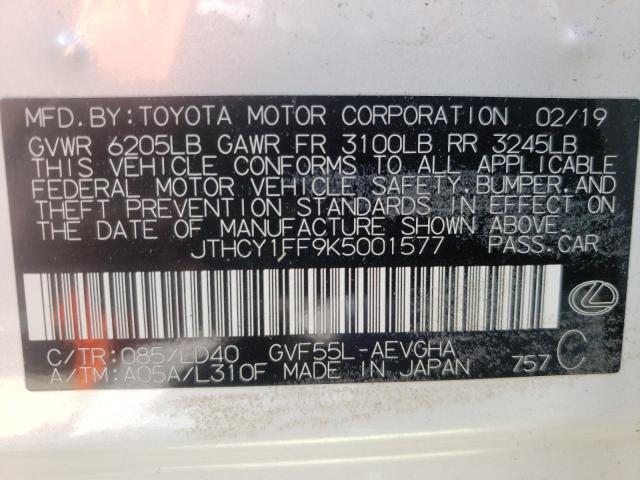 MFD.BY:TOYOTA MOTOR CORPORATION 02/19
GVWR 6205LB GAWR FR 3100LB RR 3245LB
THIS VEHICLE CONFORMS TO ALL APPLICABLE
FEDERAL MOTOR VEHICLE SAFETY,BUMPER,AND
THEFT PREVENTION STANDARDS IN EFFECT ON
THE DATE OF MANUFACTURE SHOWN ABOVE.
JTHCY1FF9K5001577 PASS.CAR
C/TR:085/LD40 GVF55L-AEVGHA
A/TM:A05A/L310F MADE IN JAPAN 757 C